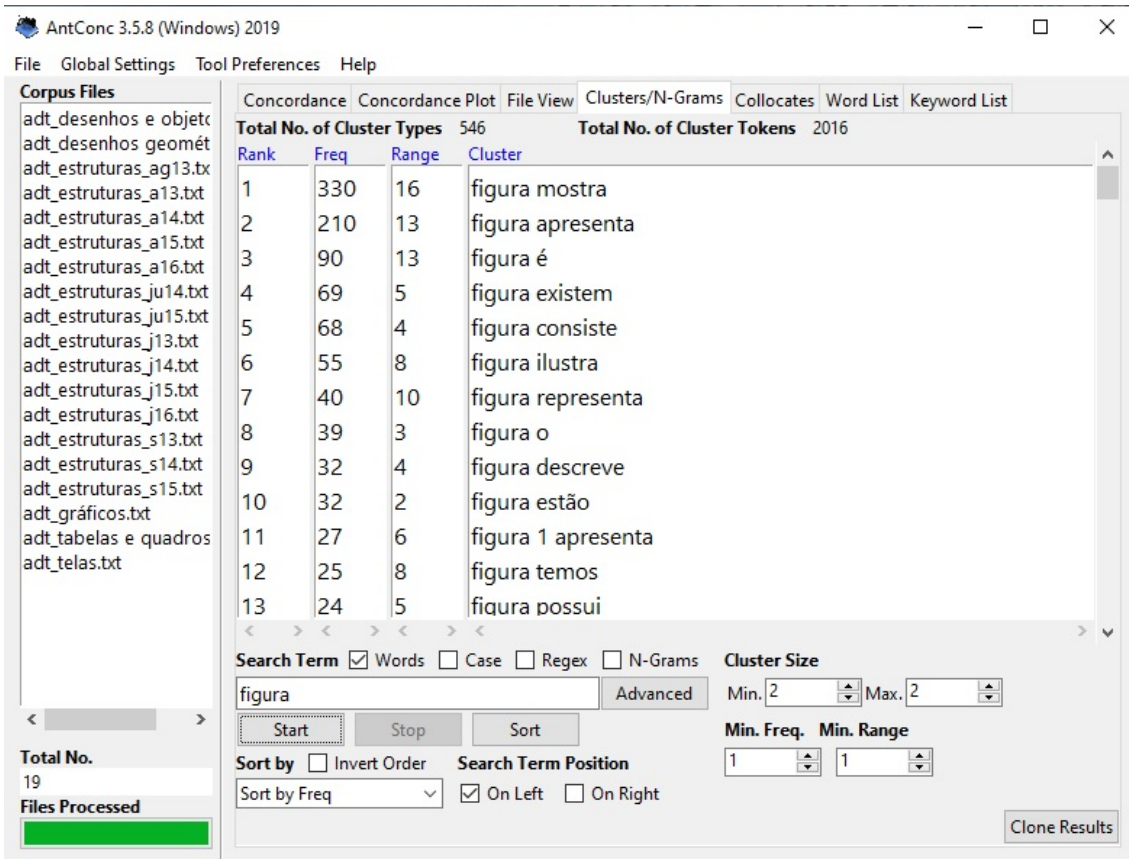 AntConc 3.5.8 (Windows) 2019
File Global Settings Tool Preferences Help
Corpus Files
adt_desenhos e objeto
adt_desenhos geomét
adt_estruturas_ag13.tx
adt_estruturas_a13.txt
adt_estruturas_a14.txt
adt_estruturas_a15.txt
adt_estruturas_a16.txt
adt_estruturas_ju14.txt
adt_estruturas_ju15.txt
adt_estruturas_j13.txt
adt_estruturas_j14.txt
adt_estruturas_j15.txt
adt_estruturas_j16.txt
adt_estruturas_s13.txt
adt_estruturas_s14.txt
adt_estruturas_s15.txt
adt_gráficos.txt
adt_tabelas e quadros
adt_telas.txt
Total No.
19
Files Processed
Concordance Concordance Plot File View Clusters/N-Grams Collocates Word List Keyword List
Total No. of Cluster Types 546 Total No. of Cluster Tokens 2016
Rank Freq Range Cluster
1 330 16 figura mostra
2 210 13 figura apresenta
3 90 13 figura é
4 69 5 figura existem
5 68 4 figura consiste
6 55 8 figura ilustra
7 40 10 figura representa
8 39 3 figura o
9 32 4 figura descreve
10 32 2 figura estão
11 27 6 figura 1 apresenta
12 25 8 figura temos
13 24 5 figura possui
Search Term Words Case Regex N-Grams Cluster Size
figura Advanced Min. 2 Max. 2
Start Stop Sort Min. Freq. Min. Range
Sort by Invert Order Search Term Position 1 1
Sort by Freq On Left On Right
Clone Results